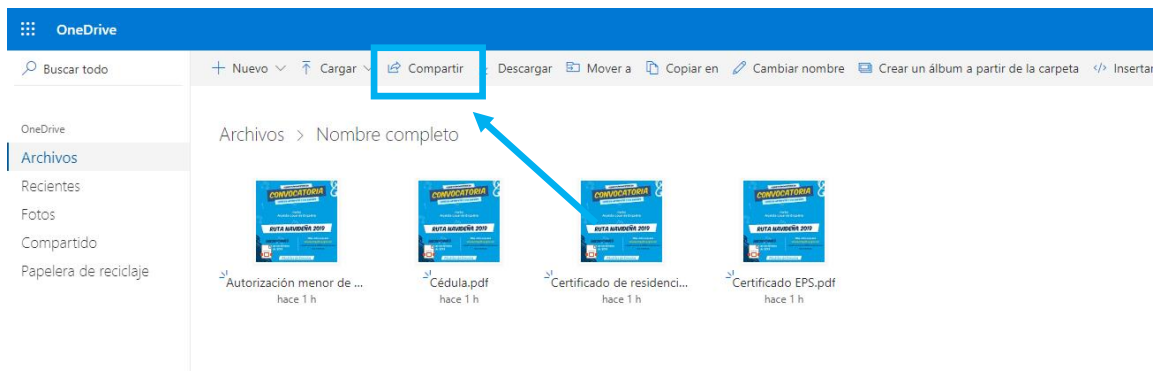 OneDrive
Buscar todo
Nuevo Cargar Compartir Descargar Mover a Copiar en Cambiar nombre Crear un álbum a partir de la carpeta Insertar
OneDrive
Archivos > Nombre completo
Archivos
Recientes
Fotos
Compartido
Papelera de reciclaje
CONVOCATORIA CONVOCATORIA CONVOCATORIA CONVOCATORIA
RUTA NAVIDEÑA 2019 RUTA NAVIDEÑA 2019 RUTA NAVIDEÑA 2019 RUTA NAVIDEÑA 2019
Autorización menor de ... Cédula.pdf Certificado de residenci... Certificado EPS.pdf
hace 1 h hace 1 h hace 1 h hace 1 h